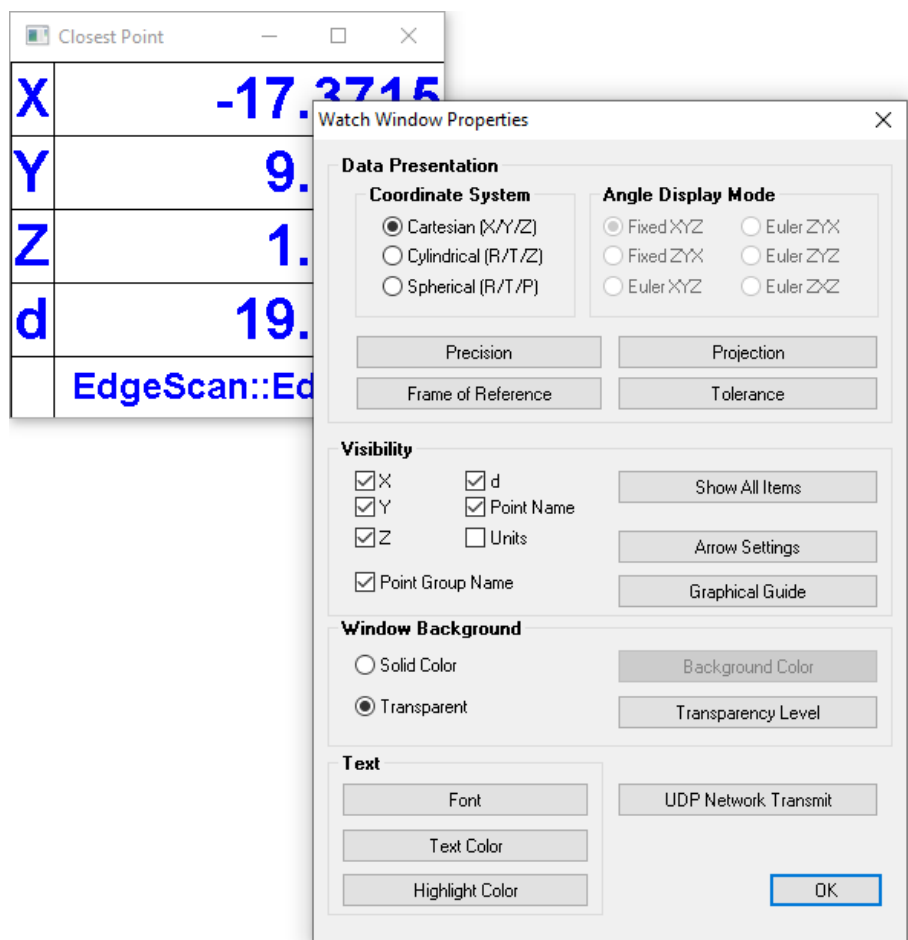 Closest Point
X -17.3715
Y 9.
Z 1.
d 19.
EdgeScan::Ed
Watch Window Properties
Data Presentation
Coordinate System Angle Display Mode
Cartesian (X/Y/Z) Fixed XYZ Euler ZYX
Cylindrical (R/T/Z) Fixed ZYX Euler ZYZ
Spherical (R/T/P) Euler XYZ Euler ZXZ
Precision Projection
Frame of Reference Tolerance
Visibility
X d Show All Items
Y Point Name
Z Units Arrow Settings
Point Group Name Graphical Guide
Window Background
Solid Color Background Color
Transparent Transparency Level
Text
Font UDP Network Transmit
Text Color
Highlight Color OK